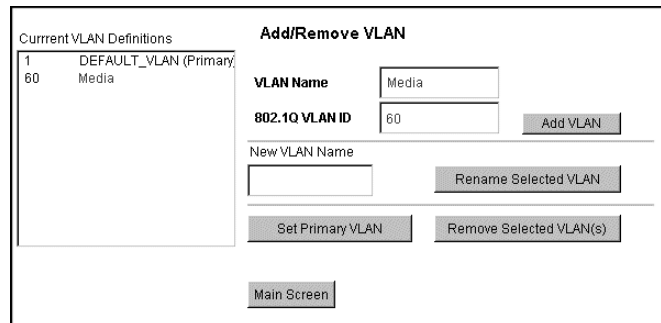 Currrent VLAN Definitions
1 DEFAULT_VLAN (Primary
60 Media
Add/Remove VLAN
VLAN Name Media
802.1Q VLAN ID 60
Add VLAN
New VLAN Name
Rename Selected VLAN
Set Primary VLAN
Remove Selected VLAN(s)
Main Screen